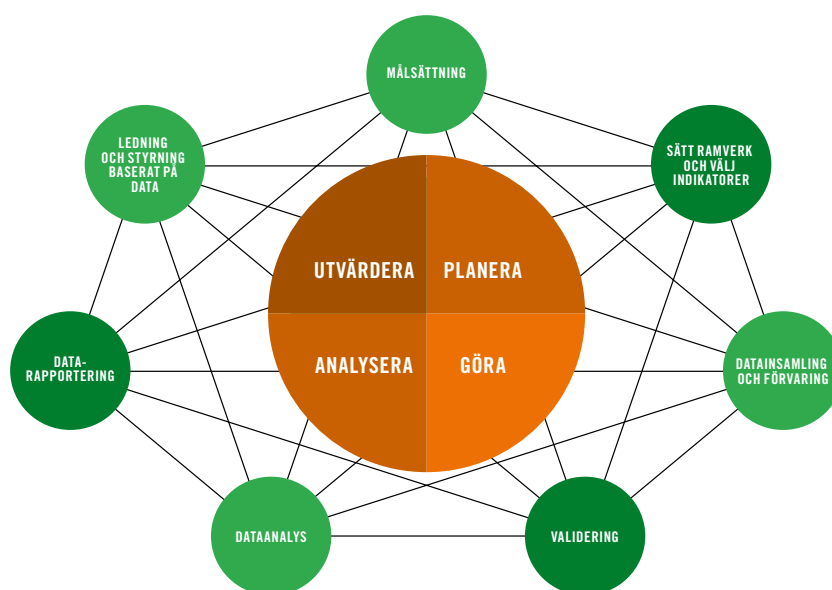 MÅLSÄTTNING
LEDNING
OCH STYRNING
BASERAT PÅ
DATA
SÄTT RAMVERK
OCH VÄLJ
INDIKATORER
UTVÄRDERA
PLANERA
ANALYSERA
GÖRA
DATA-
RAPPORTERING
DATAINSAMLING
OCH FÖRVARING
DATAANALYS
VALIDERING